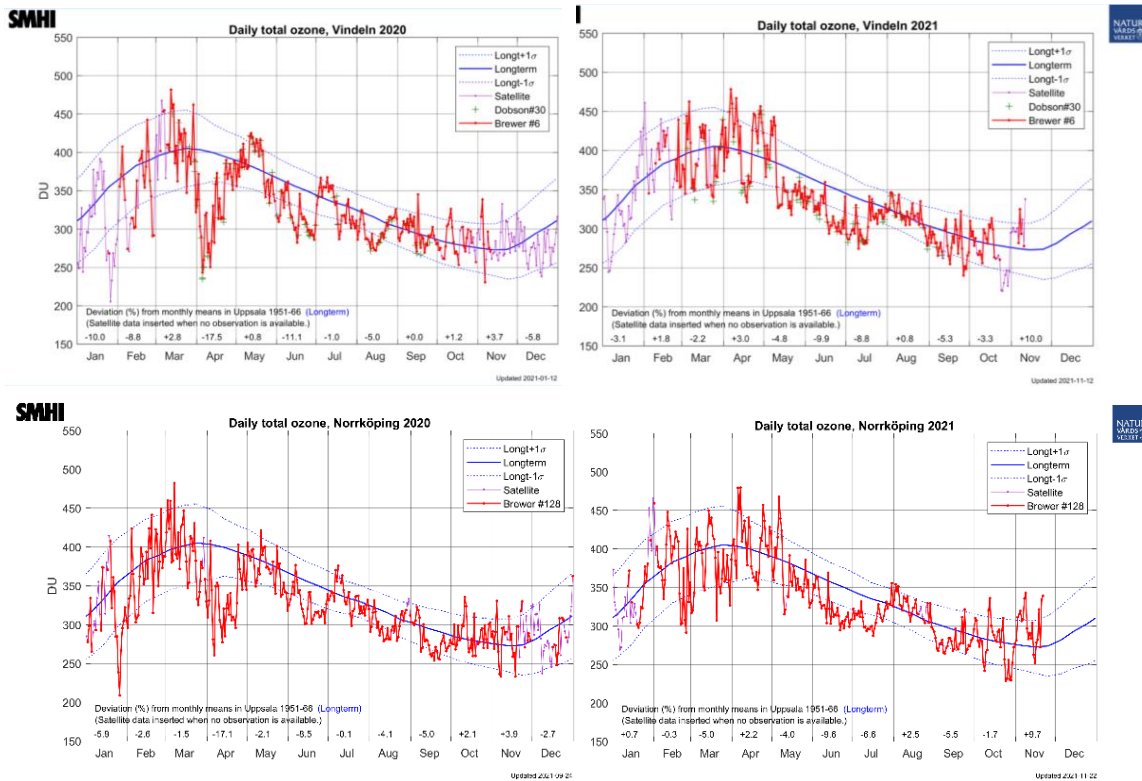 SMHI
Daily total ozone, Vindeln 2020
Longt+1σ
Longterm
Longt-1σ
Satellite
Dobson#30
Brewer #6
DU
500
450
400
350
300
250
200
150
Deviation (%) from monthly means in Uppsala 1951-66 (Longterm)
(Satellite data inserted when no observation is available.)
-10.0 -8.8 +2.8 -17.5 +0.8 -11.1 -1.0 -5.0 +0.0 +1.2 +3.7 -5.8
Jan Feb Mar Apr May Jun Jul Aug Sep Oct Nov Dec
Updated 2021-01-12
Daily total ozone, Vindeln 2021
NATUR
VÅRDS
VERKET
Longt+1σ
Longterm
Longt-1σ
Satellite
Dobson#30
Brewer #6
500
450
400
350
300
250
200
150
Deviation (%) from monthly means in Uppsala 1951-66 (Longterm)
(Satellite data inserted when no observation is available.)
-3.1 +1.8 -2.2 +3.0 -4.8 -9.9 -8.8 +0.8 -5.3 -3.3 +10.0
Jan Feb Mar Apr May Jun Jul Aug Sep Oct Nov Dec
Updated 2021-11-12
SMHI
Daily total ozone, Norrköping 2020
Longt+1σ
Longterm
Longt-1σ
Satellite
Brewer #128
DU
550
500
450
400
350
300
250
200
150
Deviation (%) from monthly means in Uppsala 1951-66 (Longterm)
(Satellite data inserted when no observation is available.)
-5.9 -2.6 -1.5 -17.1 -2.1 -5.5 -0.1 -4.1 -5.0 +2.1 +3.9 -2.7
Jan Feb Mar Apr May Jun Jul Aug Sep Oct Nov Dec
Updated
Daily total ozone, Norrköping 2021
NATUR
VÅRDS
VERKET
Longt+1σ
Longterm
Longt-1σ
Satellite
Brewer #128
550
500
450
400
350
300
250
200
150
Deviation (%) from monthly means in Uppsala 1951-66 (Longterm)
(Satellite data inserted when no observation is available.)
+0.7 -0.3 -5.0 +2.2 -4.0 -9.6 -6.6 +2.5 -5.5 -1.7 +9.7
Jan Feb Mar Apr May Jun Jul Aug Sep Oct Nov Dec
Updated 2021-11-22